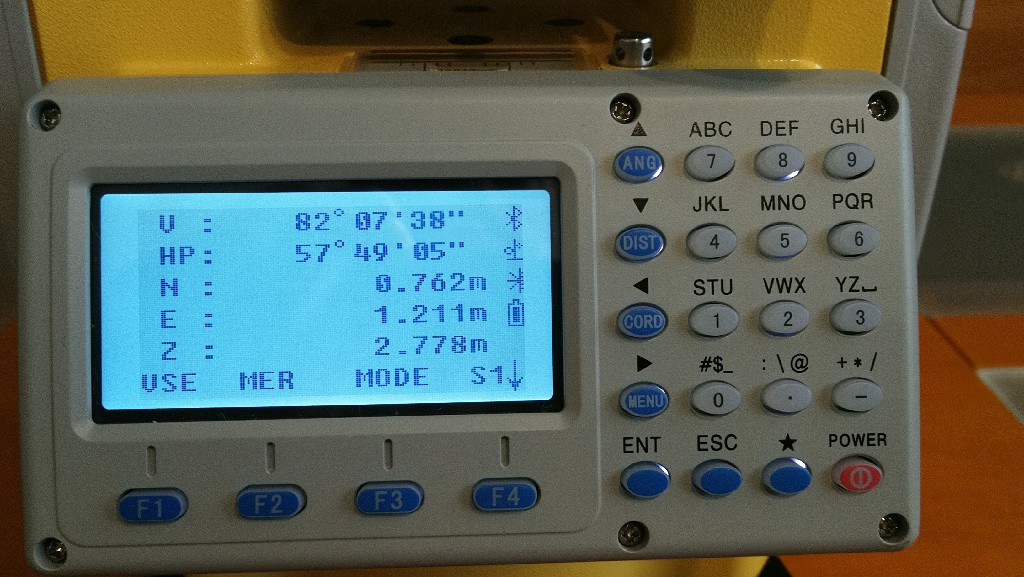 V : 82° 07' 38"
HP: 57° 49' 05"
N : 0.762m
E : 1.211m
Z : 2.778m
VSE MER MODE S1↓
F1 F2 F3 F4
▲ ABC DEF GHI
ANG 7 8 9
▼ JKL MNO PQR
DIST 4 5 6
◀ STU VWX YZ⎵
CORD 1 2 3
▶ #$_ :\@ +*/
MENU 0 . -
ENT ESC ★ POWER